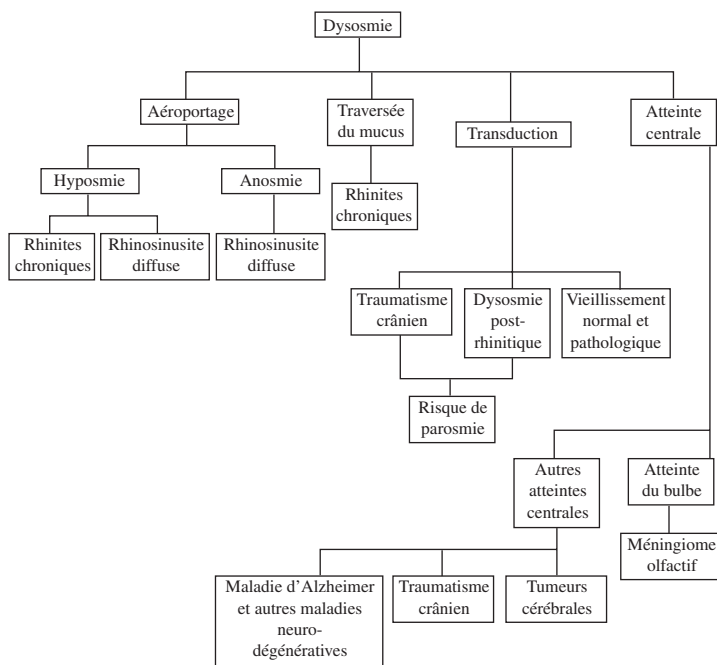 Dysosmie
Aéroportage
Traversée
du mucus
Transduction
Atteinte
centrale
Hyposmie
Anosmie
Rhinites
chroniques
Rhinites
chroniques
Rhinosinusite
diffuse
Rhinosinusite
diffuse
Traumatisme
crânien
Dysosmie
post-
rhinitique
Vieillissement
normal et
pathologique
Risque de
parosmie
Autres
atteintes
centrales
Atteinte
du bulbe
Méningiome
olfactif
Maladie d'Alzheimer
et autres maladies
neuro-
dégénératives
Traumatisme
crânien
Tumeurs
cérébrales